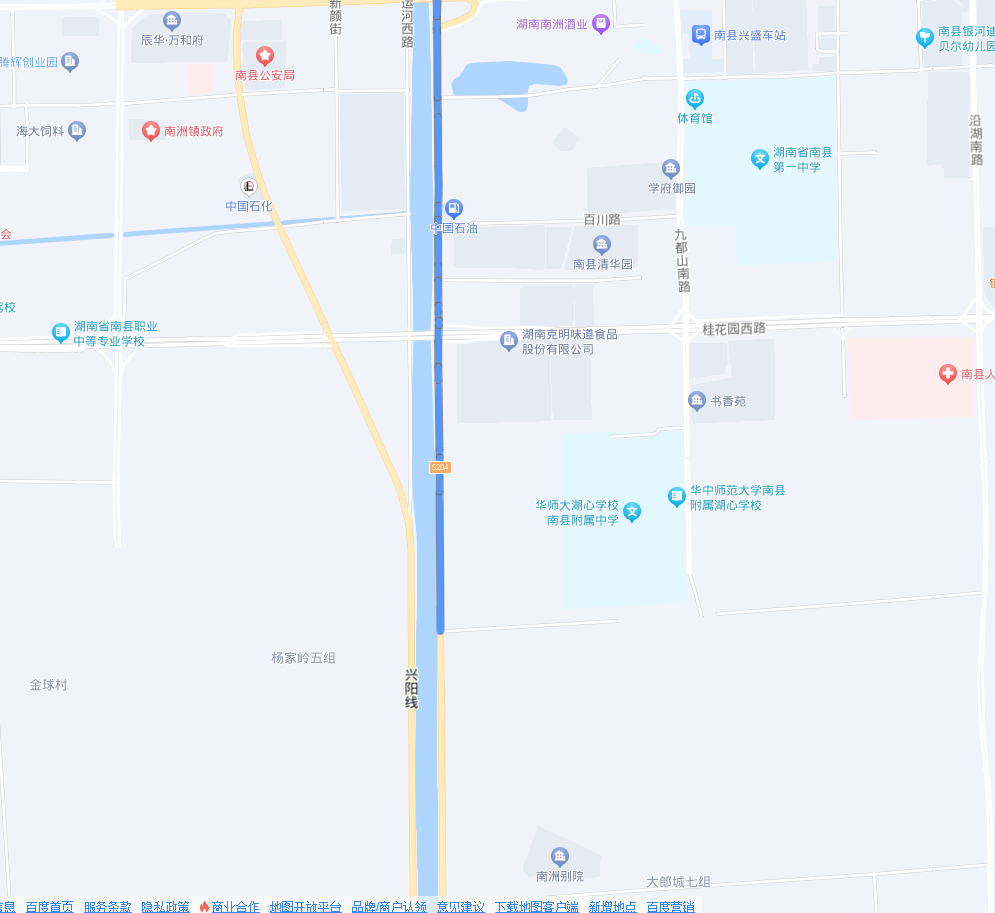 新颜街
运河西路
湖南南洲酒业
辰华·万和府
南县兴盛车站
南县银河迪
贝尔幼儿园
腾辉创业园
南县公安局
体育馆
海大饲料
南洲镇政府
沿湖南路
湖南省南县
第一中学
学府御园
中国石化
中国石油
百川路
会
九都山南路
南县清华园
湖南省南县职业
中等专业学校
湖南克明味道食品
股份有限公司
桂花园西路
南县人
书香苑
S204
华中师范大学南县
附属湖心学校
华师大湖心学校
南县附属中学
杨家岭五组
金球村
兴阳线
南洲别院
大郎城七组
信息 百度首页 服务条款 隐私政策 商业合作 地图开放平台 品牌/商户认领 意见建议 下载地图客户端 新增地点 百度营销